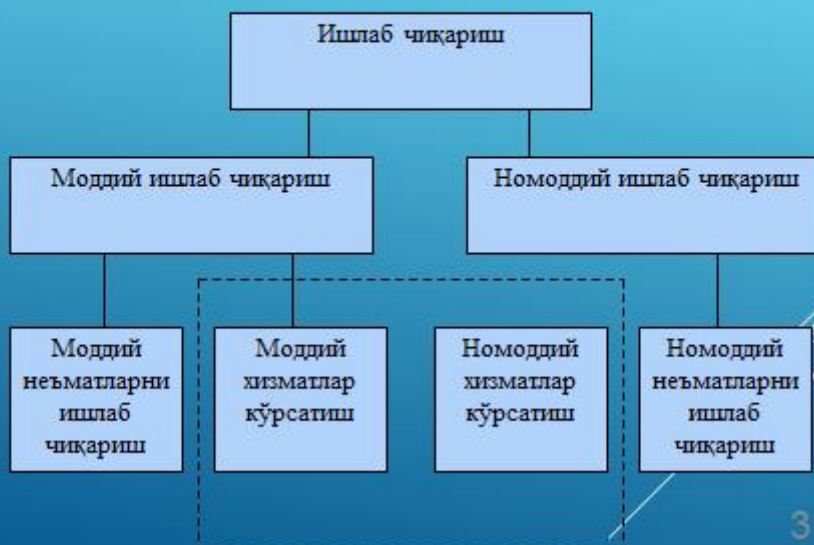 Ишлаб чиқариш
Моддий ишлаб чиқариш
Номоддий ишлаб чиқариш
Моддий
неъматларни
ишлаб
чиқариш
Моддий
хизматлар
кўрсатиш
Номоддий
хизматлар
кўрсатиш
Номоддий
неъматларни
ишлаб
чиқариш
3